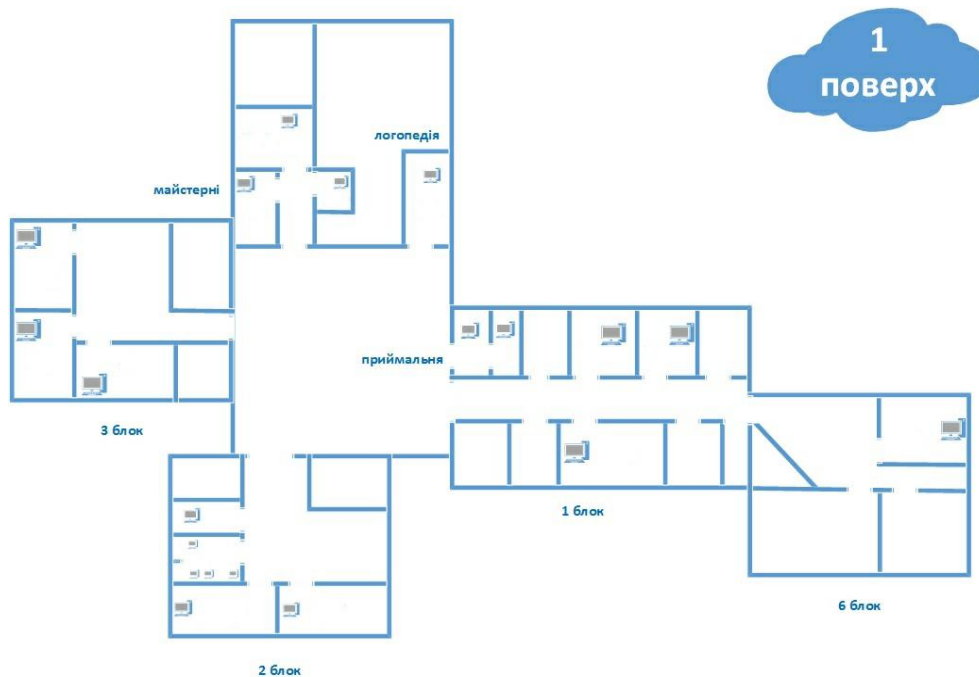 1
поверх
логопедія
майстерні
приймальня
3 блок
1 блок
6 блок
2 блок